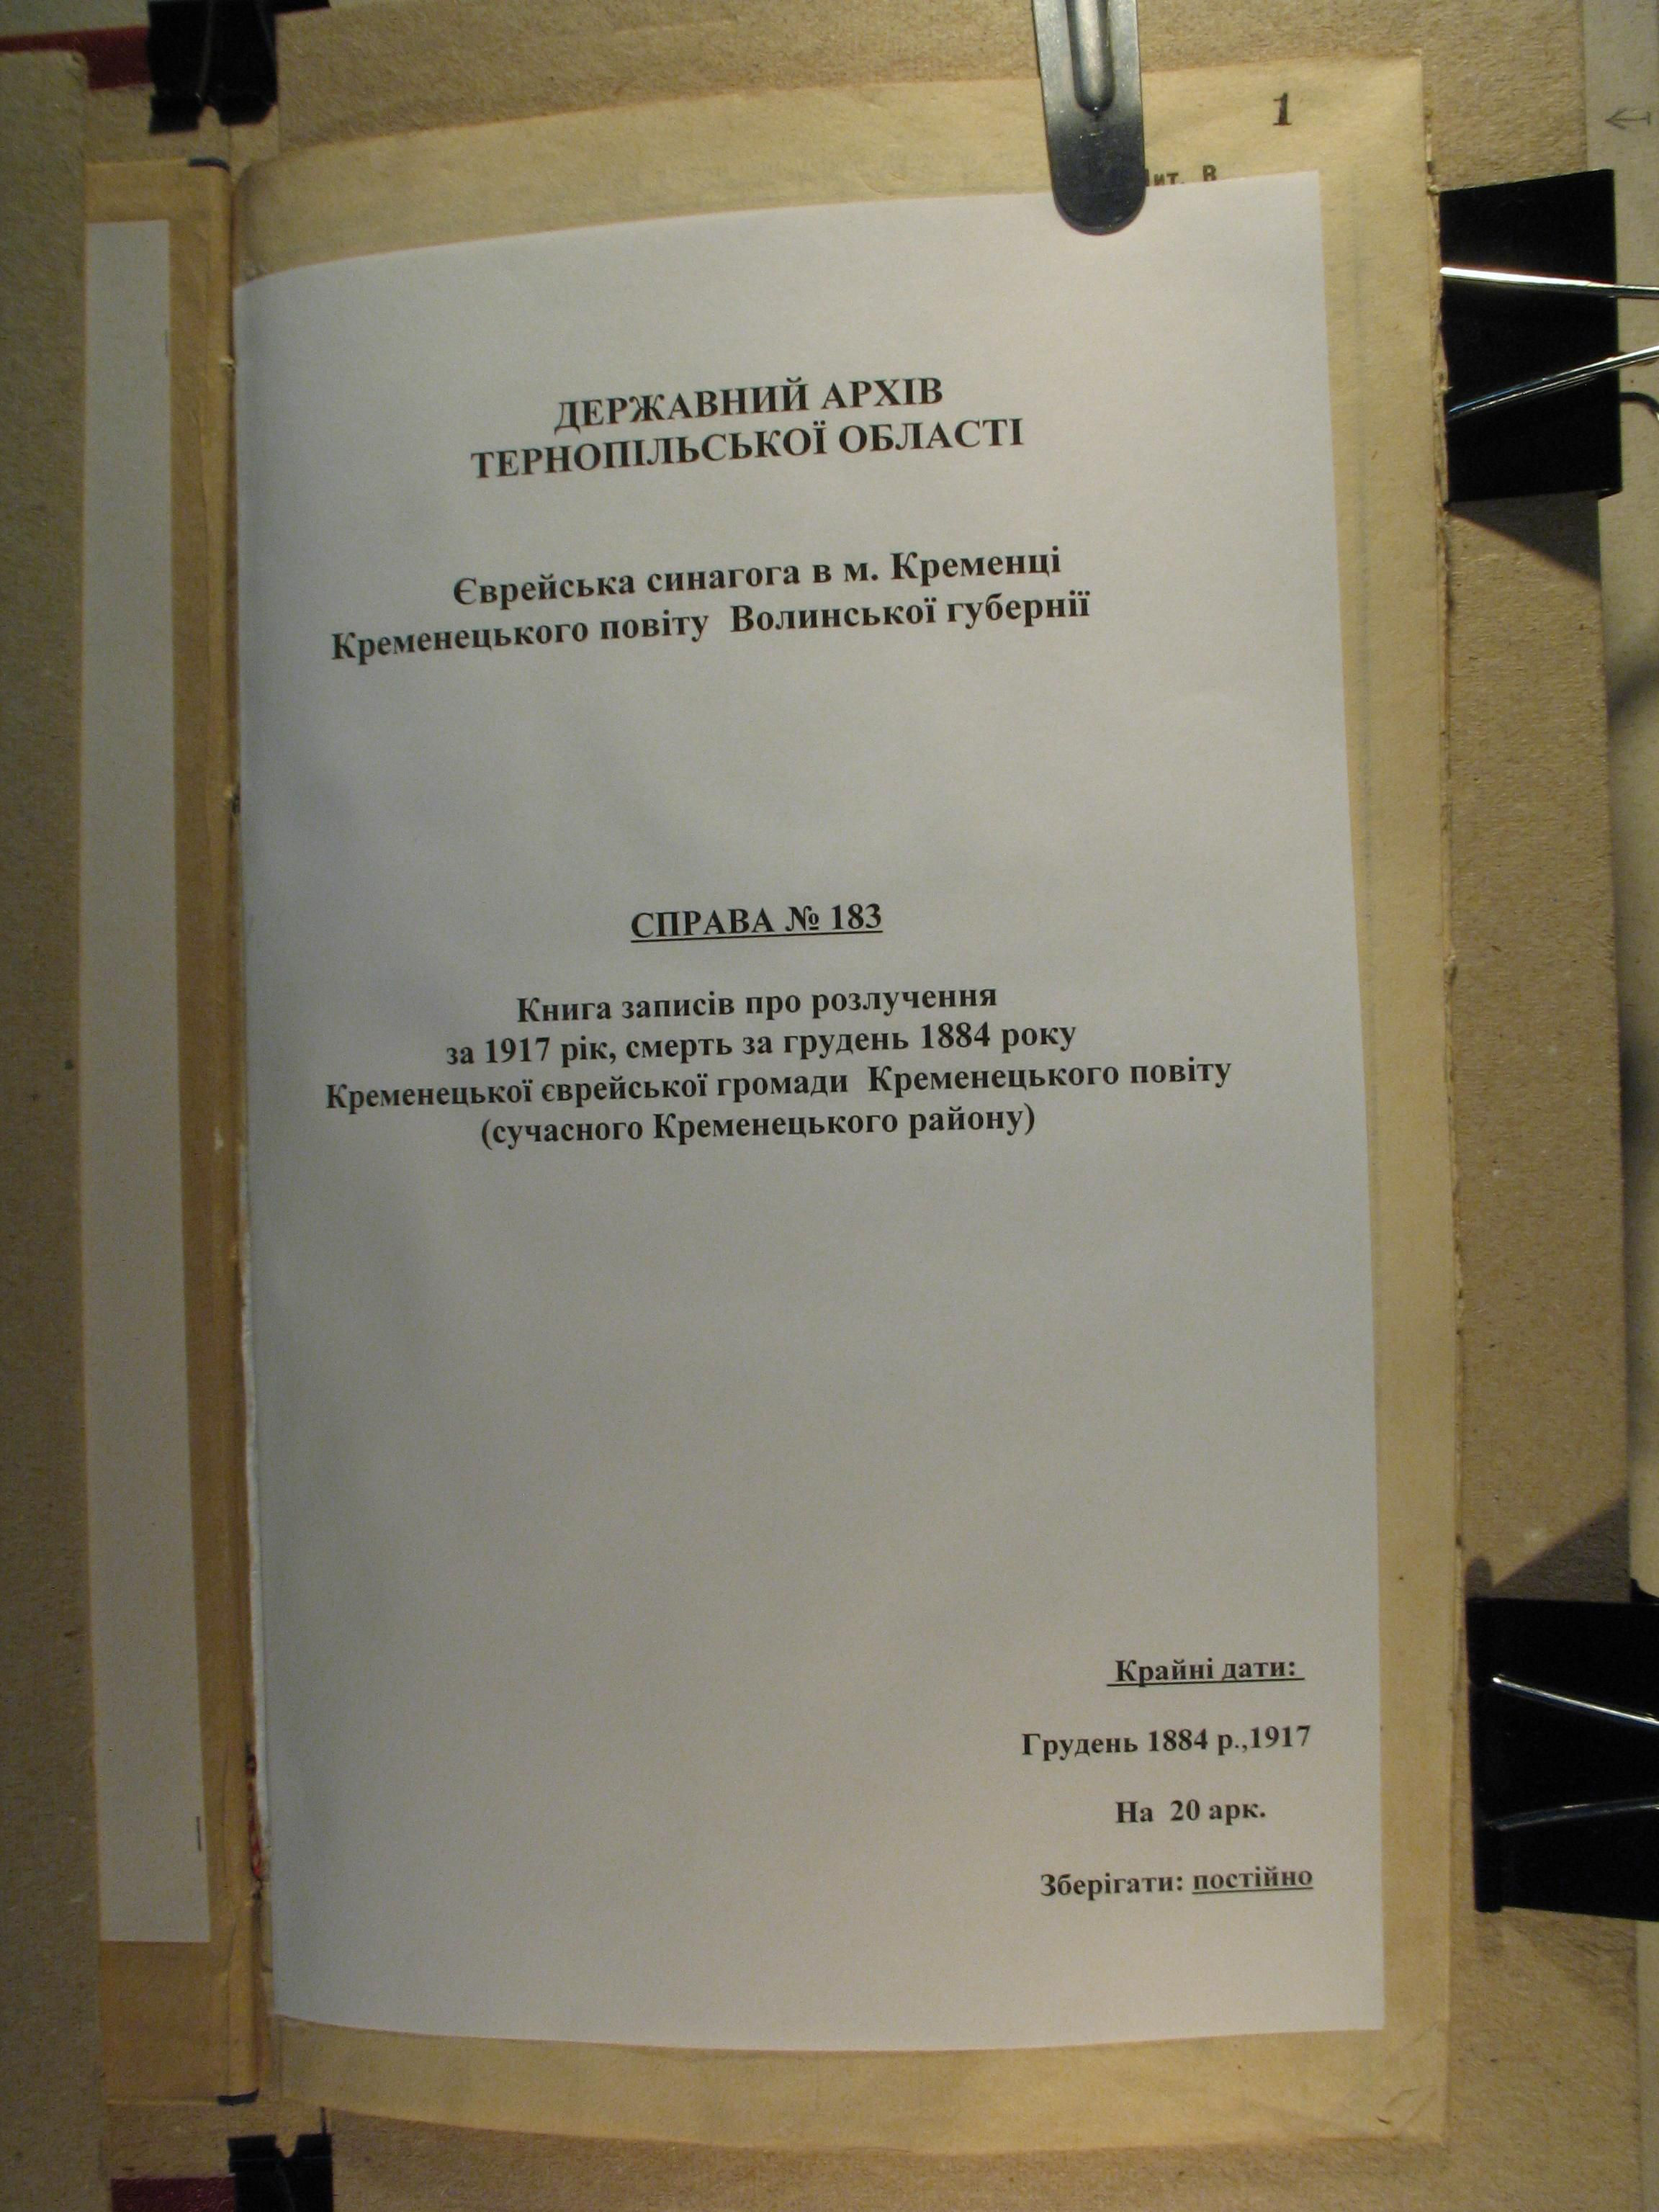 1
В
ДЕРЖАВНИЙ АРХІВ
ТЕРНОПІЛЬСЬКОЇ ОБЛАСТІ
Єврейська синагога в м. Кременці
Кременецького повіту Волинської губернії
СПРАВА № 183
Книга записів про розлучення
за 1917 рік, смерть за грудень 1884 року
Кременецької єврейської громади Кременецького повіту
(сучасного Кременецького району)
Крайні дати:
Грудень 1884 р.,1917
На 20 арк.
Зберігати: постійно